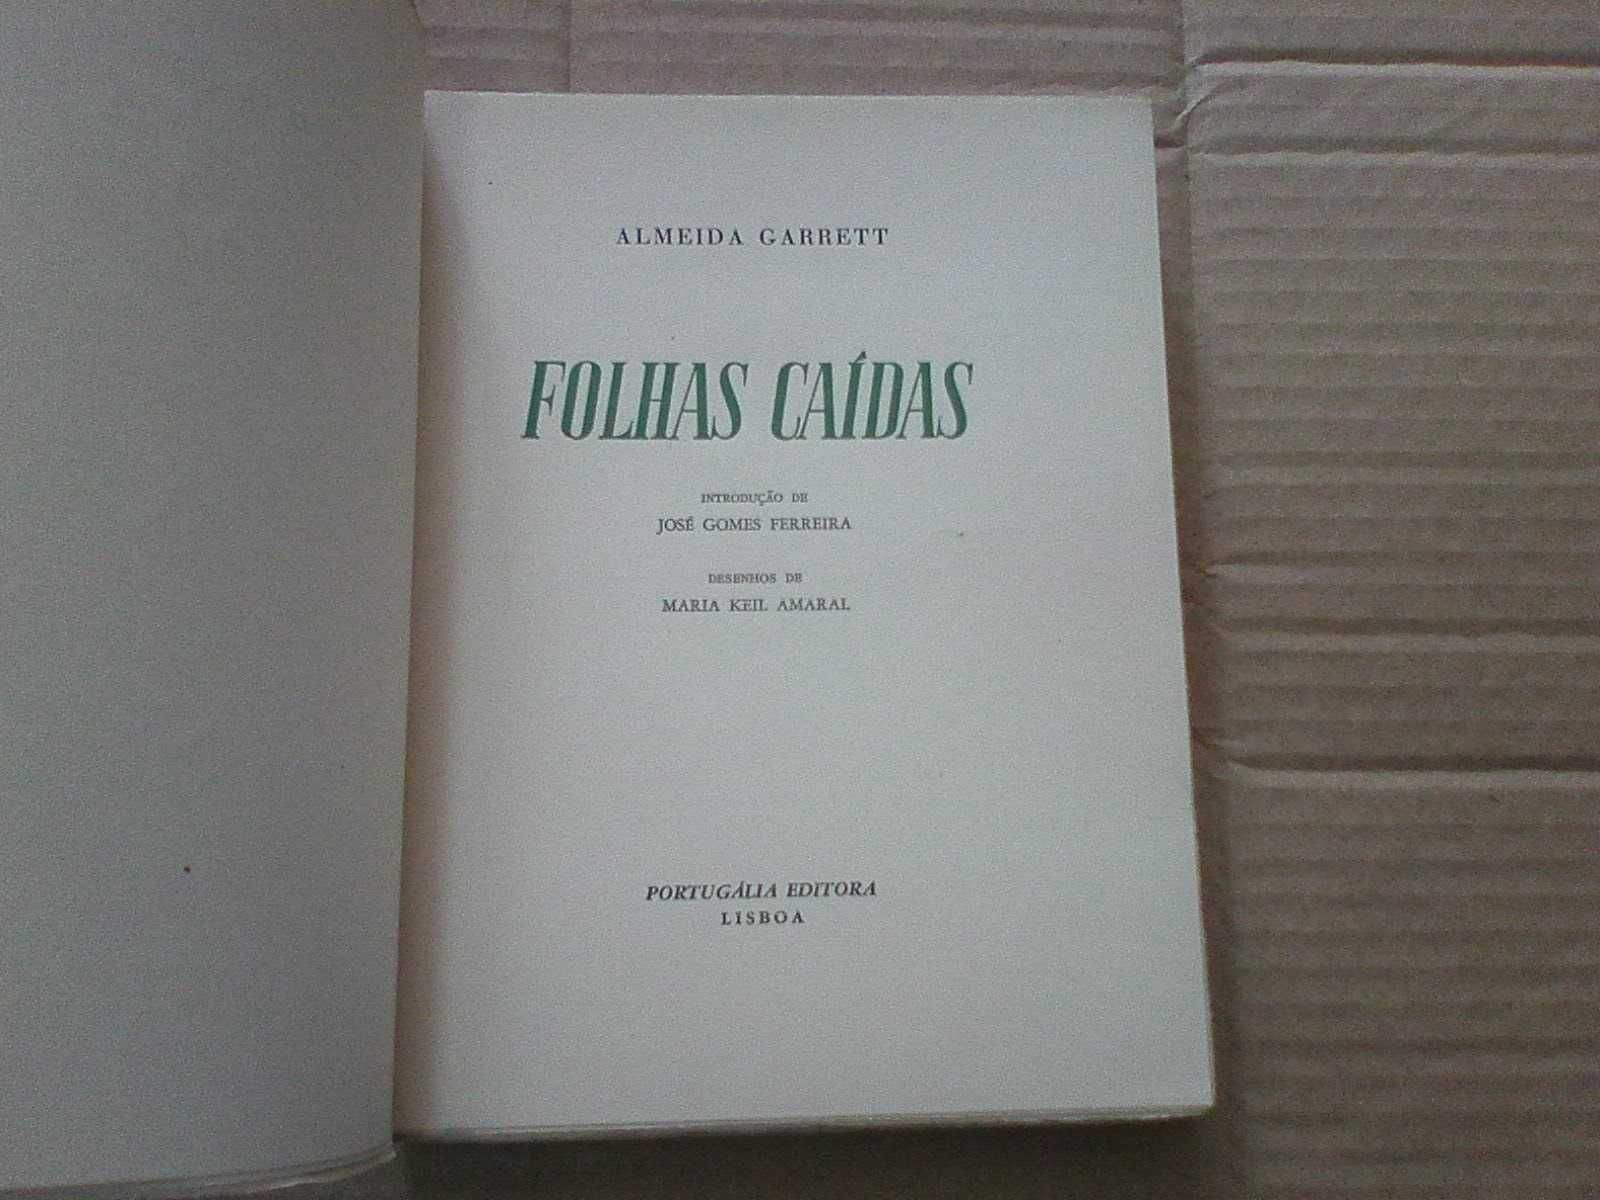 ALMEIDA GARRETT
FOLHAS CAÍDAS
INTRODUÇÃO DE
JOSÉ GOMES FERREIRA
DESENHOS DE
MARIA KEIL AMARAL
PORTUGÁLIA EDITORA
LISBOA